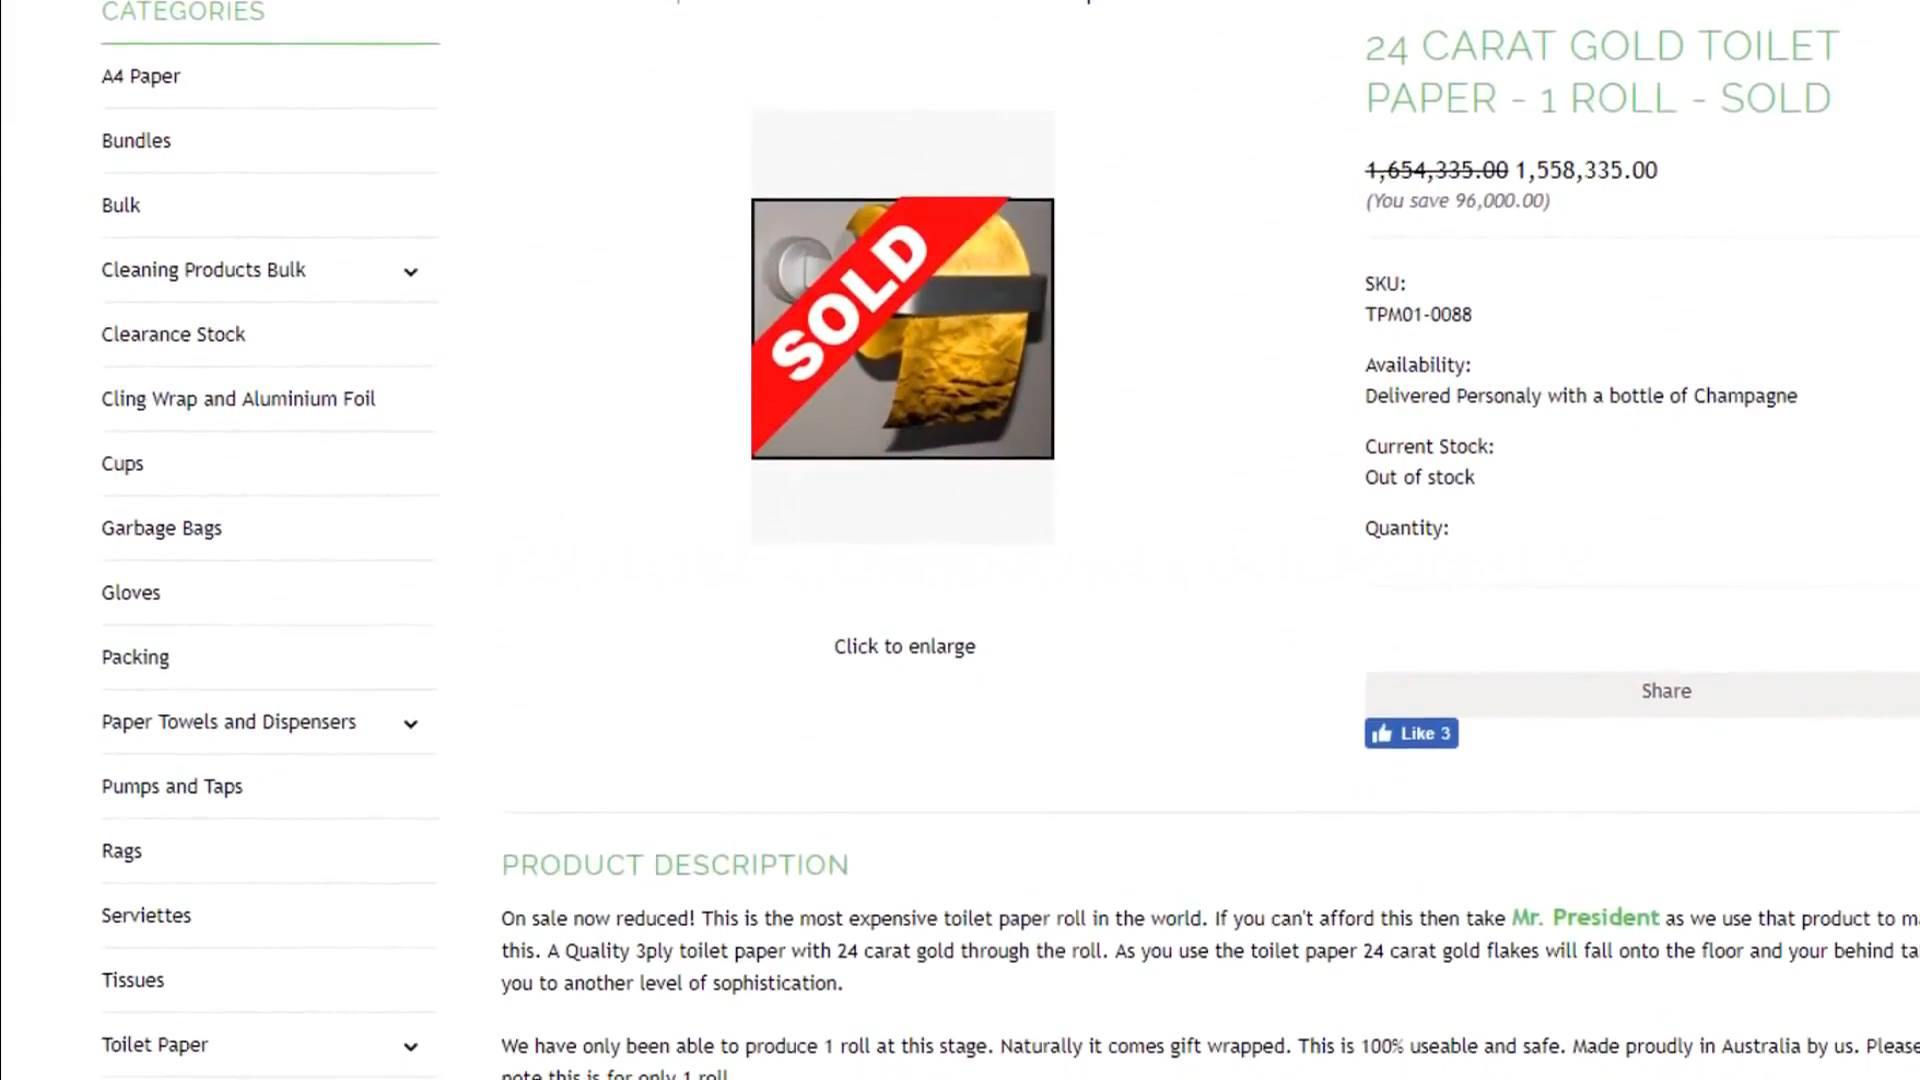 CATEGORIES
A4 Paper
Bundles
Bulk
Cleaning Products Bulk
Clearance Stock
Cling Wrap and Aluminium Foil
Cups
Garbage Bags
Gloves
Packing
Paper Towels and Dispensers
Pumps and Taps
Rags
Serviettes
Tissues
Toilet Paper
SOLD
Click to enlarge
24 CARAT GOLD TOILET
PAPER - 1 ROLL - SOLD
1,654,335.00 1,558,335.00
(You save 96,000.00)
SKU:
TPM01-0088
Availability:
Delivered Personaly with a bottle of Champagne
Current Stock:
Out of stock
Quantity:
Share
Like 3
PRODUCT DESCRIPTION
On sale now reduced! This is the most expensive toilet paper roll in the world. If you can't afford this then take Mr. President as we use that product to
this. A Quality 3ply toilet paper with 24 carat gold through the roll. As you use the toilet paper 24 carat gold flakes will fall onto the floor and your behind
you to another level of sophistication.
We have only been able to produce 1 roll at this stage. Naturally it comes gift wrapped. This is 100% useable and safe. Made proudly in Australia by us. Please
note this is for only 1 roll